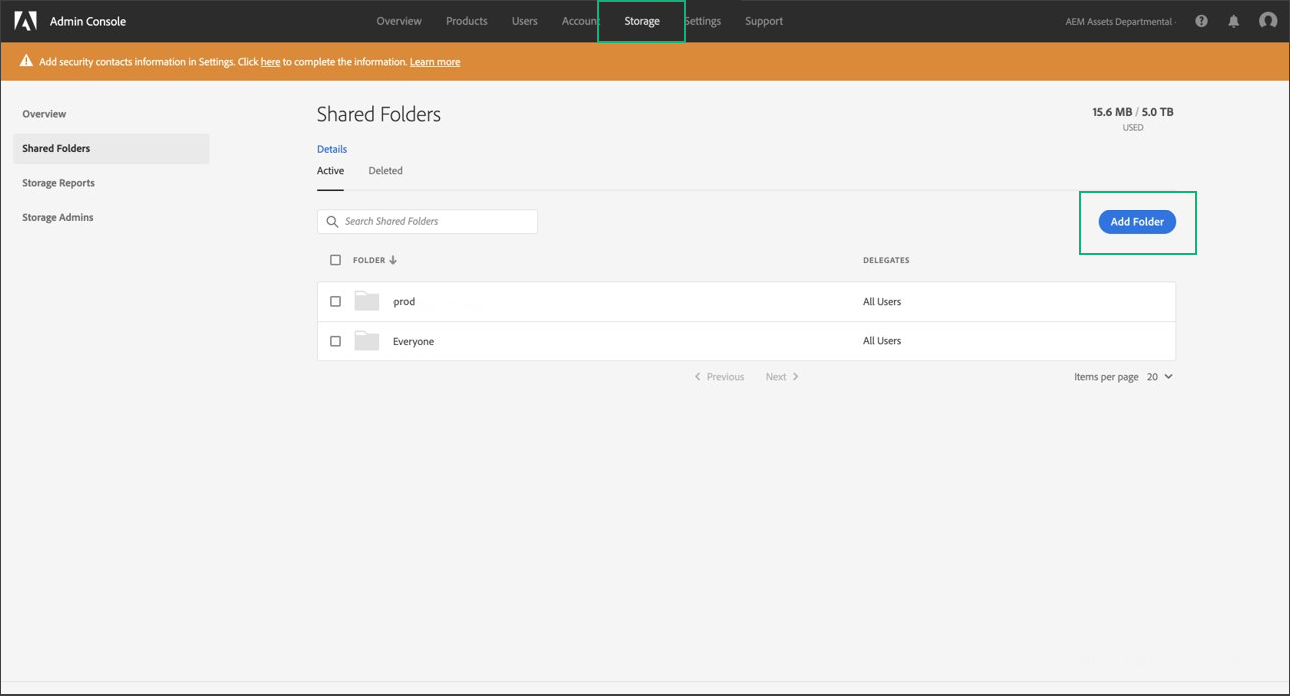 Admin Console
Overview Products Users Accoun Storage Settings Support
AEM Assets Departmental
Add security contacts information in Settings. Click here to complete the information. Learn more
Overview
Shared Folders
Storage Reports
Storage Admins
Shared Folders
15.6 MB / 5.0 TB
USED
Details
Active Deleted
Search Shared Folders
Add Folder
FOLDER DELEGATES
prod All Users
Everyone All Users
Previous Next
Items per page 20